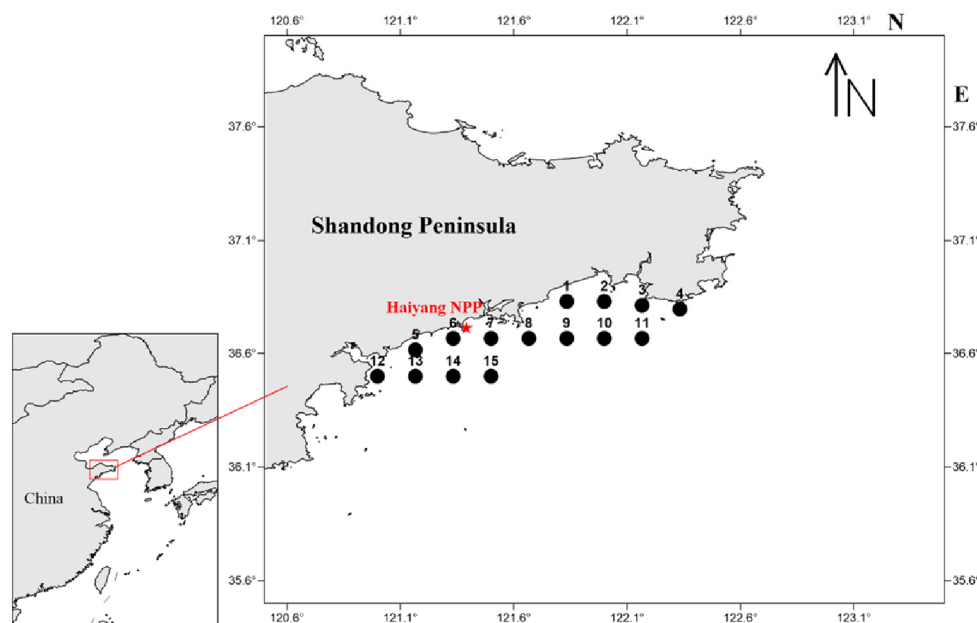 120.6° 121.1° 121.6° 122.1° 122.6° 123.1° N
N
E
37.6° 37.6°
Shandong Peninsula
37.1° 37.1°
1 2 3 4
Haiyang NPP
6 7 8 9 10 11
5
36.6° 36.6°
12 13 14 15
36.1° 36.1°
China
35.6° 35.6°
120.6° 121.1° 121.6° 122.1° 122.6° 123.1°